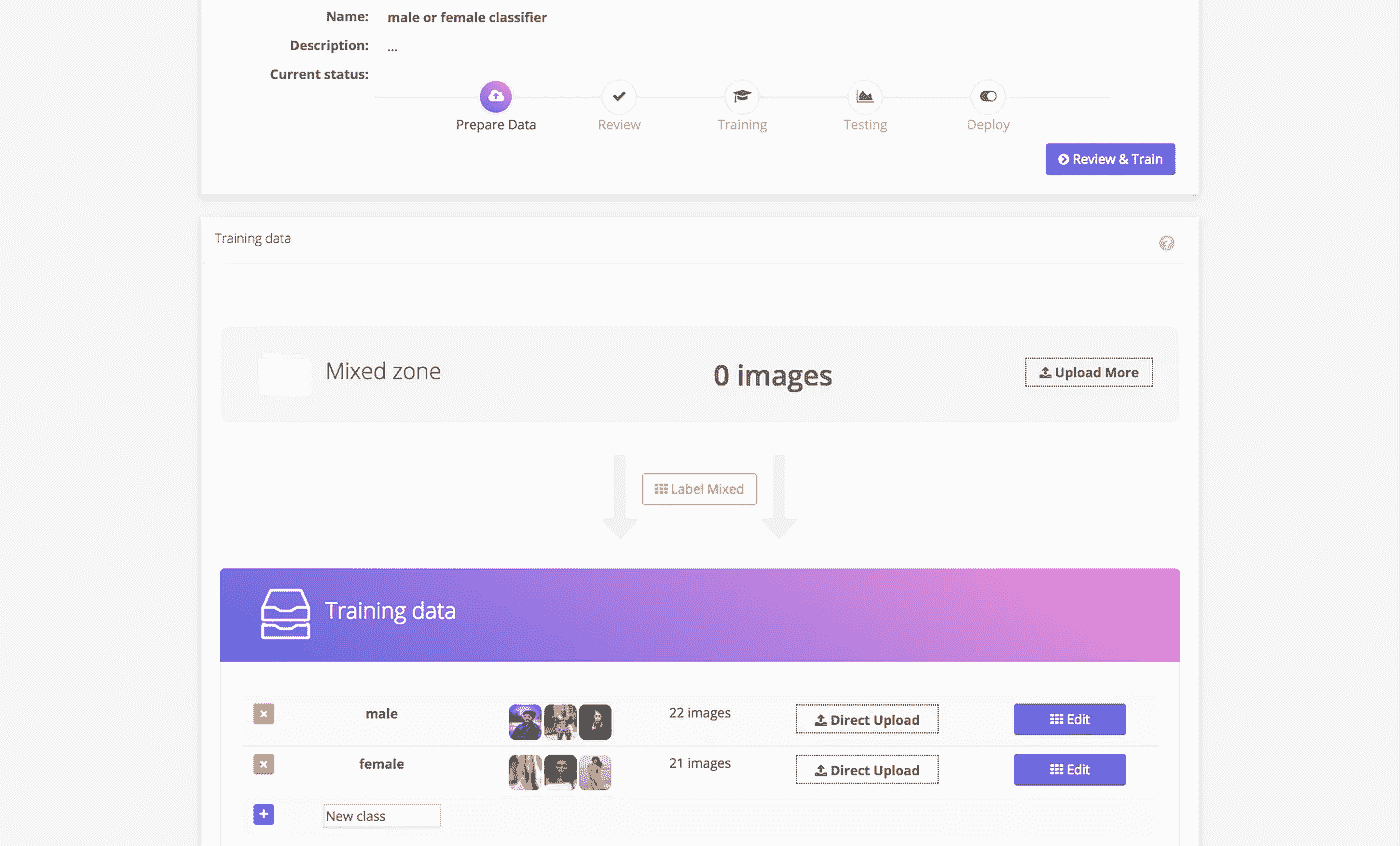 Name: male or female classifier
Description: ...
Current status:
Prepare Data Review Training Testing Deploy
Review & Train
Training data
Mixed zone 0 images Upload More
Label Mixed
Training data
male 22 images Direct Upload Edit
female 21 images Direct Upload Edit
New class